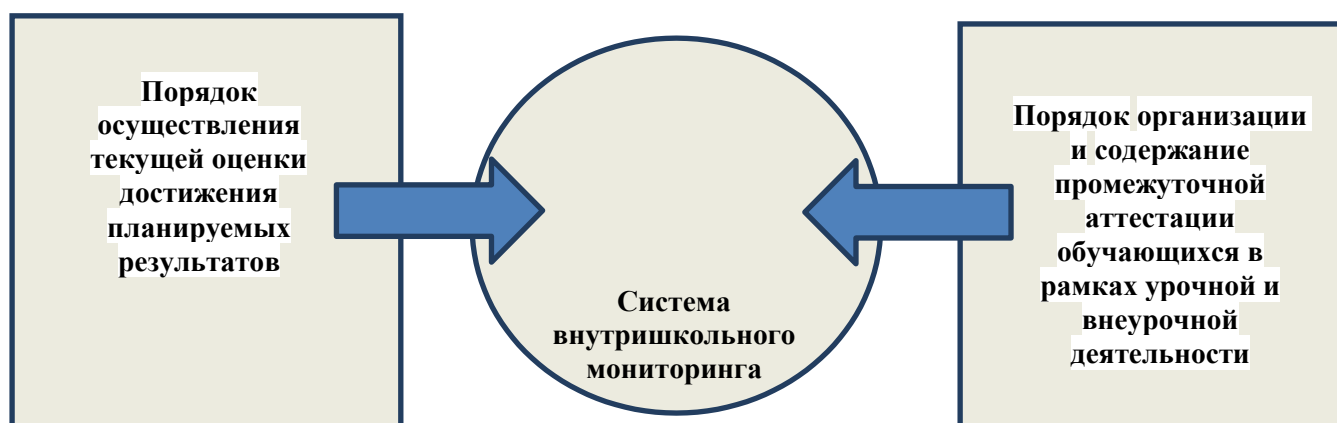 Порядок
осуществления
текущей оценки
достижения
планируемых
результатов
Система
внутришкольного
мониторинга
Порядок организации
и содержание
промежуточной
аттестации
обучающихся в
рамках урочной и
внеурочной
деятельности